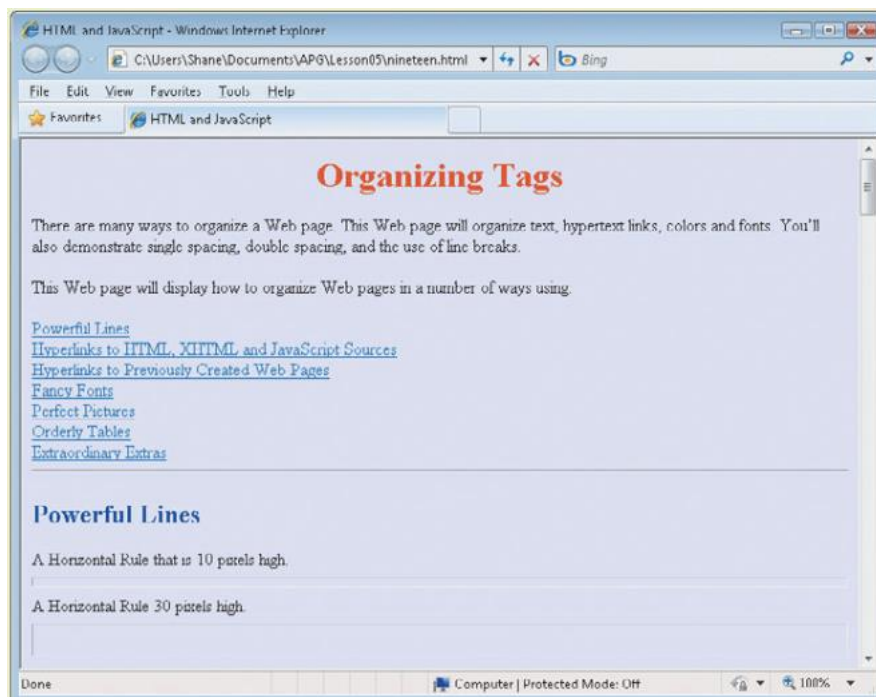 HTML and JavaScript - Windows Internet Explorer
C:\Users\Shane\Documents\APG\Lesson05\nineteen.html
Bing
File Edit View Favorites Tools Help
Favorites HTML and JavaScript
Organizing Tags
There are many ways to organize a Web page. This Web page will organize text, hypertext links, colors and fonts. You'll
also demonstrate single spacing, double spacing, and the use of line breaks.
This Web page will display how to organize Web pages in a number of ways using:
Powerful Lines
Hyperlinks to HTML, XHTML and JavaScript Sources
Hyperlinks to Previously Created Web Pages
Fancy Fonts
Perfect Pictures
Orderly Tables
Extraordinary Extras
Powerful Lines
A Horizontal Rule that is 10 pixels high.
A Horizontal Rule 30 pixels high.
Done Computer | Protected Mode: Off 100%